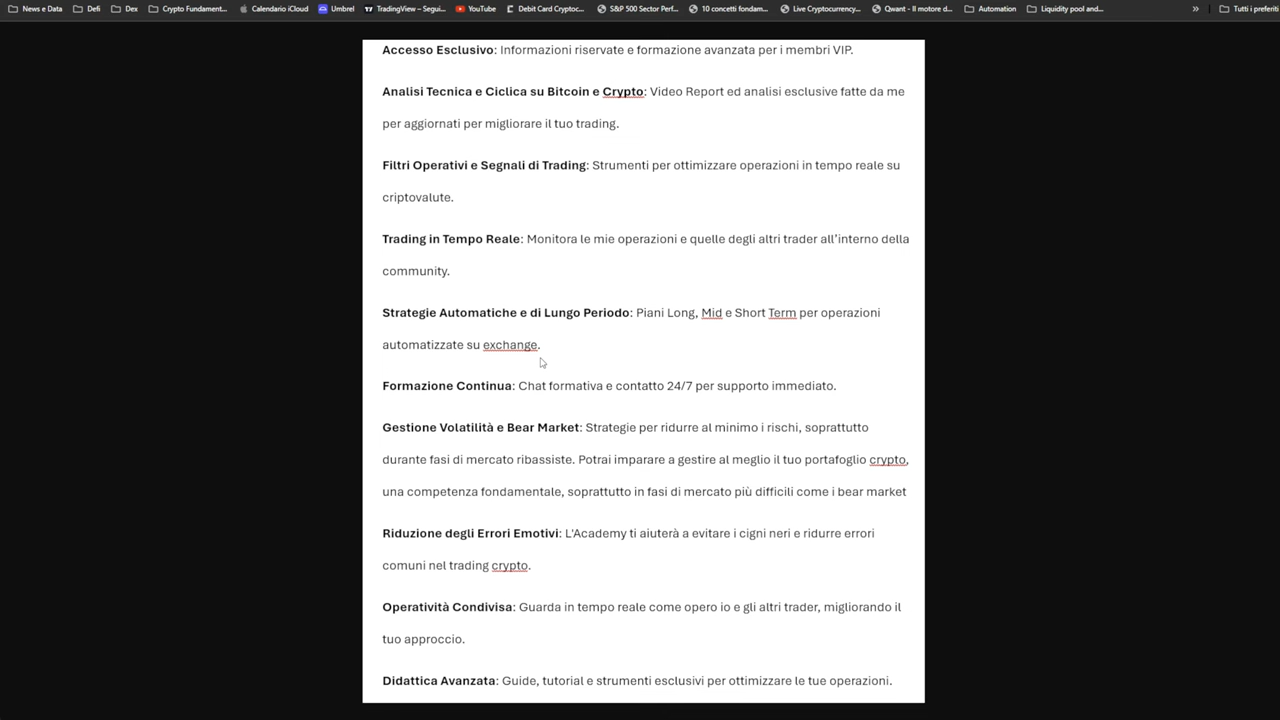 News e Data Defi Dex Crypto Fundament... Calendario iCloud Umbrel TradingView – Segui... YouTube Debit Card Cryptoc... S&P 500 Sector Perf... 10 concetti fondam... Live Cryptocurrency... Qwant - Il motore d... Automation Liquidity pool and... » Tutti i preferiti
Accesso Esclusivo: Informazioni riservate e formazione avanzata per i membri VIP.
Analisi Tecnica e Ciclica su Bitcoin e Crypto: Video Report ed analisi esclusive fatte da me
per aggiornati per migliorare il tuo trading.
Filtri Operativi e Segnali di Trading: Strumenti per ottimizzare operazioni in tempo reale su
criptovalute.
Trading in Tempo Reale: Monitora le mie operazioni e quelle degli altri trader all'interno della
community.
Strategie Automatiche e di Lungo Periodo: Piani Long, Mid e Short Term per operazioni
automatizzate su exchange.
Formazione Continua: Chat formativa e contatto 24/7 per supporto immediato.
Gestione Volatilità e Bear Market: Strategie per ridurre al minimo i rischi, soprattutto
durante fasi di mercato ribassiste. Potrai imparare a gestire al meglio il tuo portafoglio crypto,
una competenza fondamentale, soprattutto in fasi di mercato più difficili come i bear market
Riduzione degli Errori Emotivi: L'Academy ti aiuterà a evitare i cigni neri e ridurre errori
comuni nel trading crypto.
Operatività Condivisa: Guarda in tempo reale come opero io e gli altri trader, migliorando il
tuo approccio.
Didattica Avanzata: Guide, tutorial e strumenti esclusivi per ottimizzare le tue operazioni.